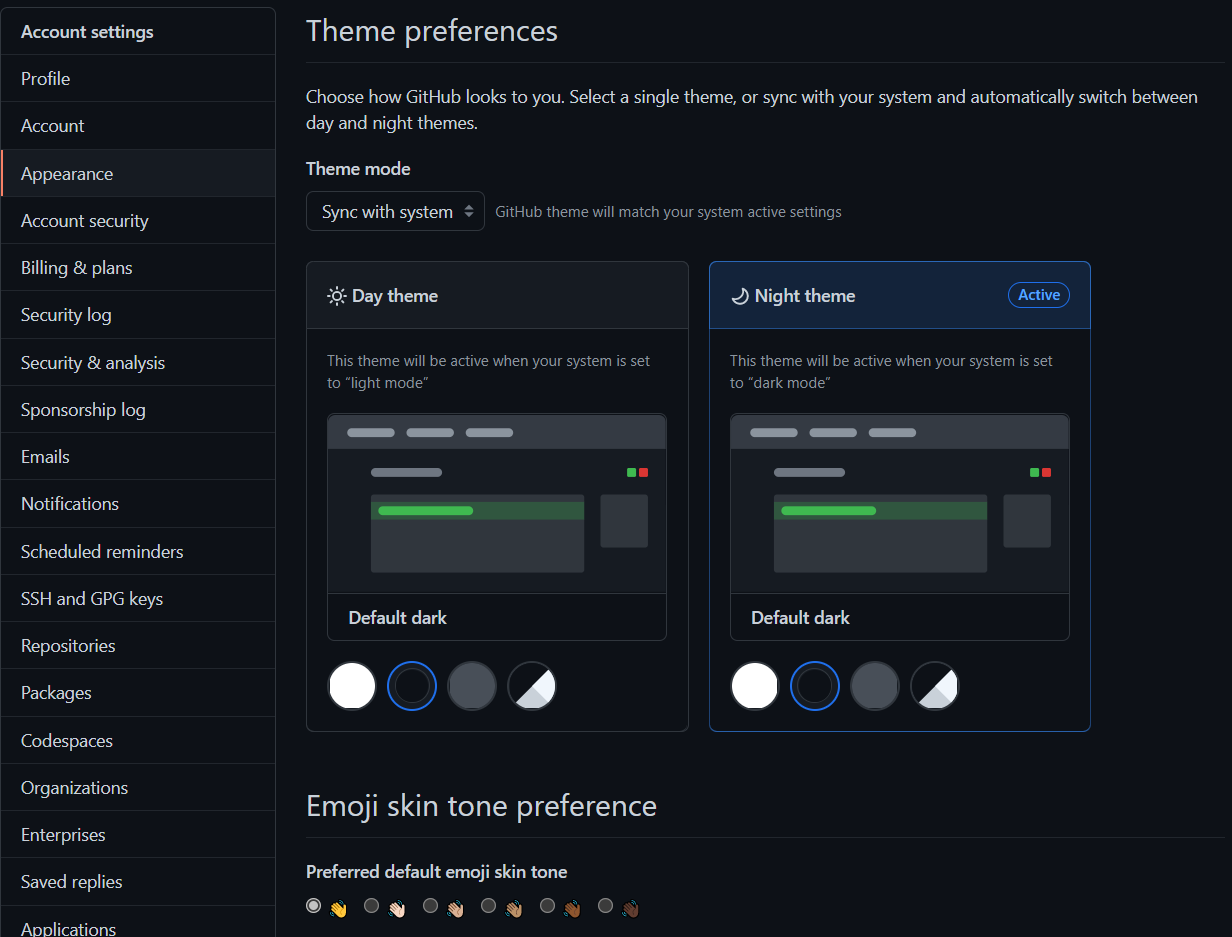 Account settings
Profile
Account
Appearance
Account security
Billing & plans
Security log
Security & analysis
Sponsorship log
Emails
Notifications
Scheduled reminders
SSH and GPG keys
Repositories
Packages
Codespaces
Organizations
Enterprises
Saved replies
Applications
Theme preferences
Choose how GitHub looks to you. Select a single theme, or sync with your system and automatically switch between
day and night themes.
Theme mode
Sync with system
GitHub theme will match your system active settings
Day theme
This theme will be active when your system is set
to “light mode”
Default dark
Night theme
Active
This theme will be active when your system is set
to “dark mode”
Default dark
Emoji skin tone preference
Preferred default emoji skin tone